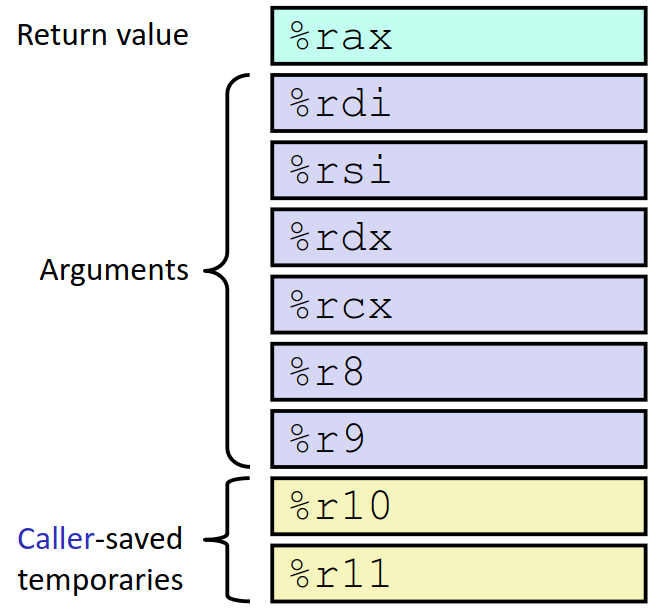 Return value
%rax
%rdi
%rsi
%rdx
Arguments
%rcx
%r8
%r9
%r10
Caller-saved
temporaries
%r11